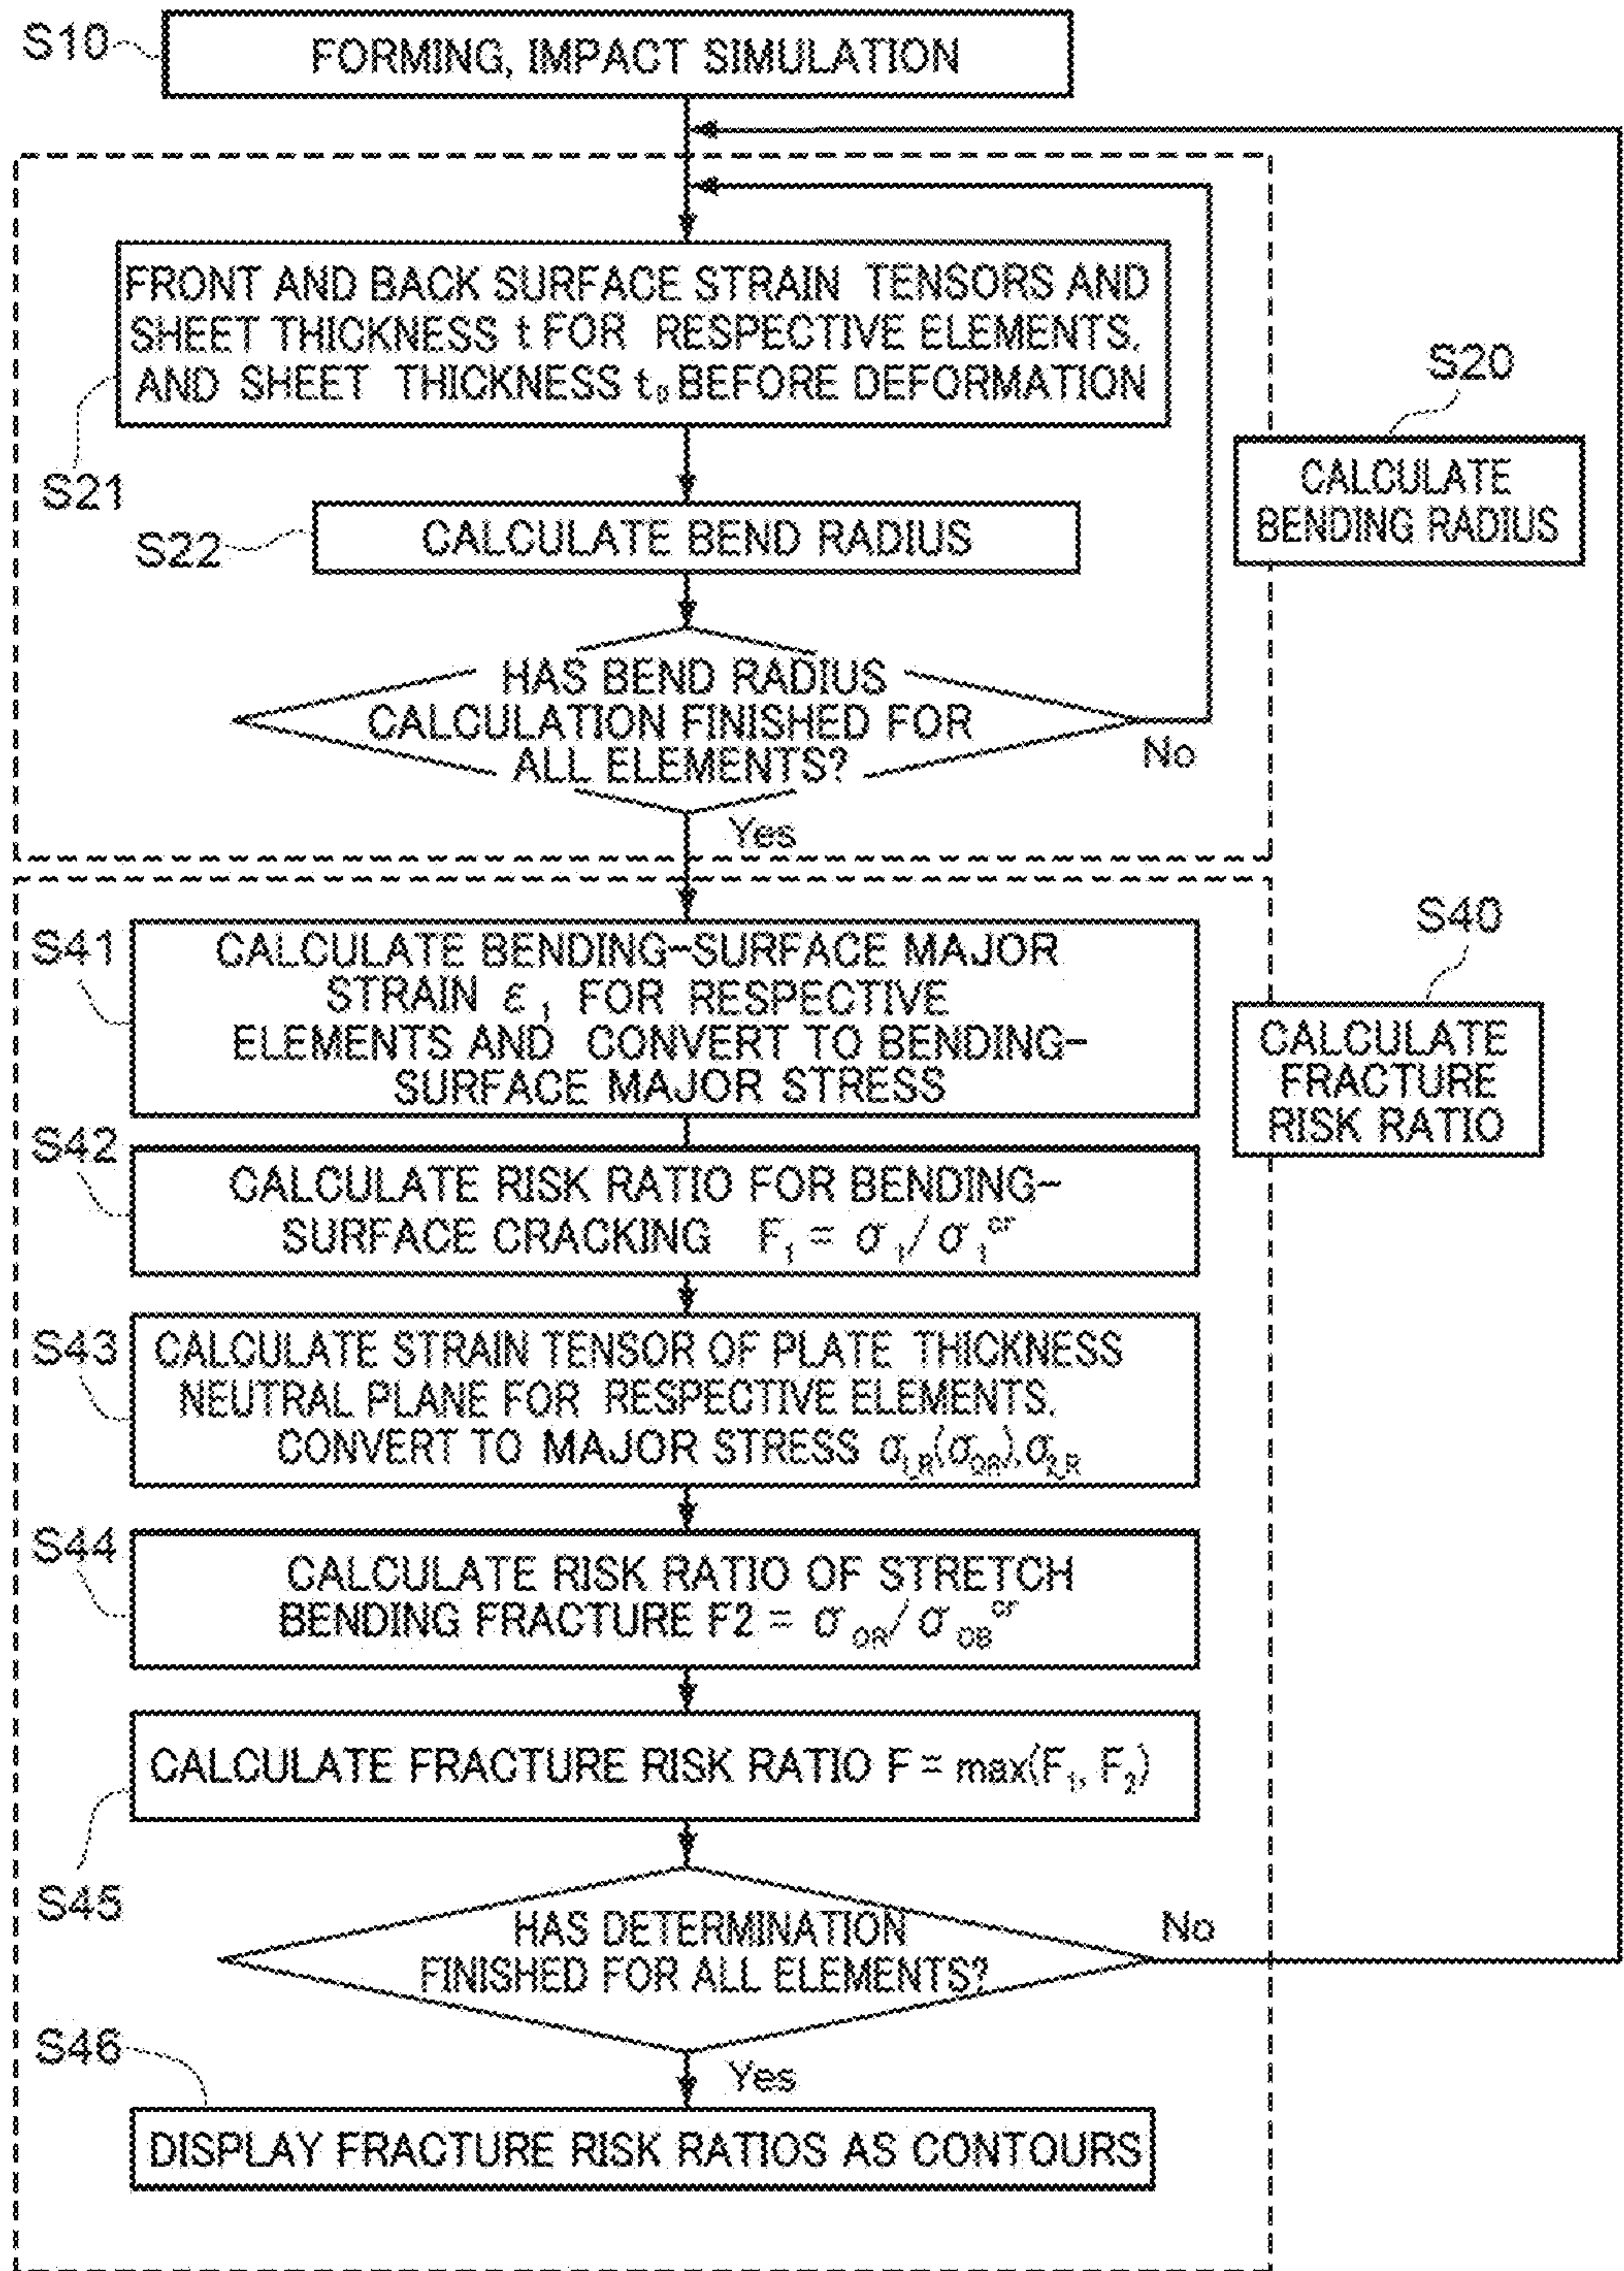 S10
FORMING, IMPACT SIMULATION
FRONT AND BACK SURFACE STRAIN TENSORS AND
SHEET THICKNESS t FOR RESPECTIVE ELEMENTS,
AND SHEET THICKNESS t₀ BEFORE DEFORMATION
S21
S20
CALCULATE
BENDING RADIUS
S22
CALCULATE BEND RADIUS
HAS BEND RADIUS
CALCULATION FINISHED FOR
ALL ELEMENTS?
No
Yes
S41
CALCULATE BENDING-SURFACE MAJOR
STRAIN ε₁ FOR RESPECTIVE
ELEMENTS AND CONVERT TO BENDING-
SURFACE MAJOR STRESS
S40
CALCULATE
FRACTURE
RISK RATIO
S42
CALCULATE RISK RATIO FOR BENDING-
SURFACE CRACKING F₁ = σ₁/σ₁^cr
S43
CALCULATE STRAIN TENSOR OF PLATE THICKNESS
NEUTRAL PLANE FOR RESPECTIVE ELEMENTS,
CONVERT TO MAJOR STRESS
S44
CALCULATE RISK RATIO OF STRETCH
BENDING FRACTURE F2 =
S45
CALCULATE FRACTURE RISK RATIO F = max(F₁, F₂)
HAS DETERMINATION
FINISHED FOR ALL ELEMENTS?
No
Yes
S46
DISPLAY FRACTURE RISK RATIOS AS CONTOURS